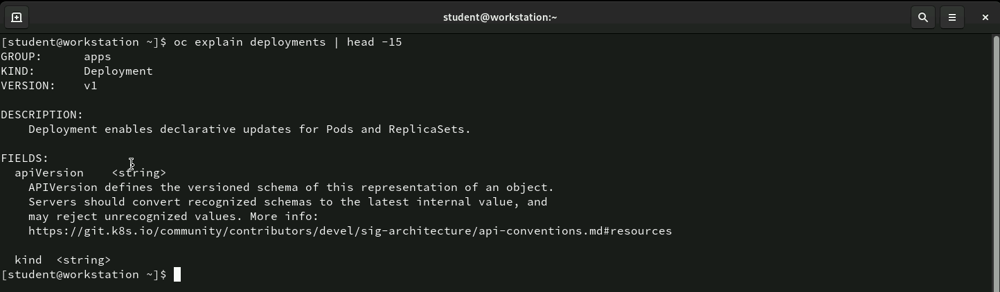 student@workstation:~
[student@workstation ~]$ oc explain deployments | head -15
GROUP:      apps
KIND:       Deployment
VERSION:    v1

DESCRIPTION:
    Deployment enables declarative updates for Pods and ReplicaSets.

FIELDS:
  apiVersion    <string>
    APIVersion defines the versioned schema of this representation of an object.
    Servers should convert recognized schemas to the latest internal value, and
    may reject unrecognized values. More info:
    https://git.k8s.io/community/contributors/devel/sig-architecture/api-conventions.md#resources

  kind  <string>
[student@workstation ~]$